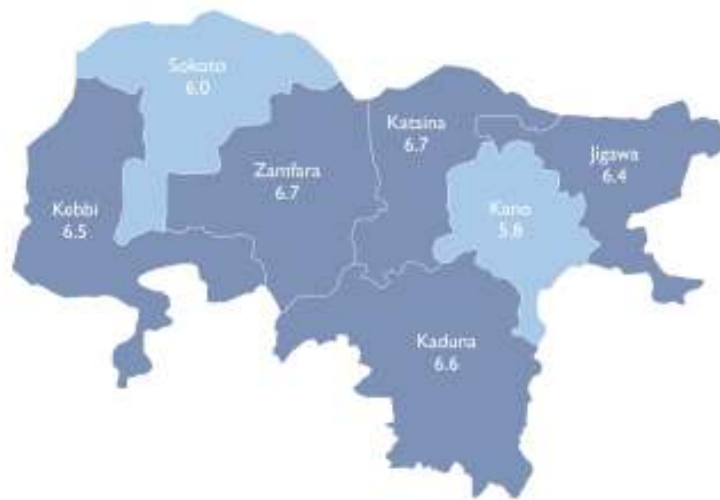 Sokoto
6.0
Katsina
6.7
Jigawa
6.4
Zamfara
6.7
Kebbi
6.5
Kano
5.8
Kaduna
6.6